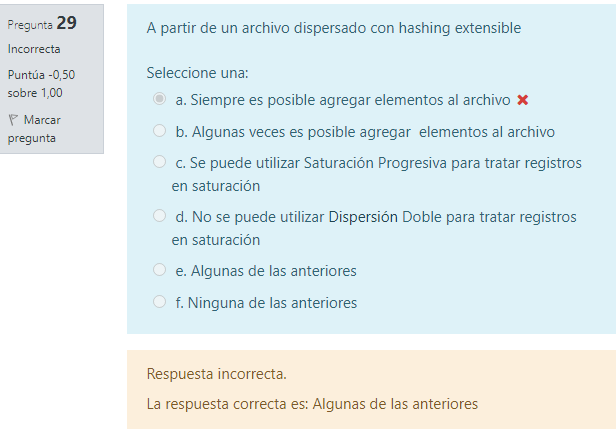 Pregunta 29
Incorrecta
Puntúa -0,50
sobre 1,00
Marcar
pregunta
A partir de un archivo dispersado con hashing extensible
Seleccione una:
a. Siempre es posible agregar elementos al archivo
b. Algunas veces es posible agregar elementos al archivo
c. Se puede utilizar Saturación Progresiva para tratar registros
en saturación
d. No se puede utilizar Dispersión Doble para tratar registros
en saturación
e. Algunas de las anteriores
f. Ninguna de las anteriores
Respuesta incorrecta.
La respuesta correcta es: Algunas de las anteriores